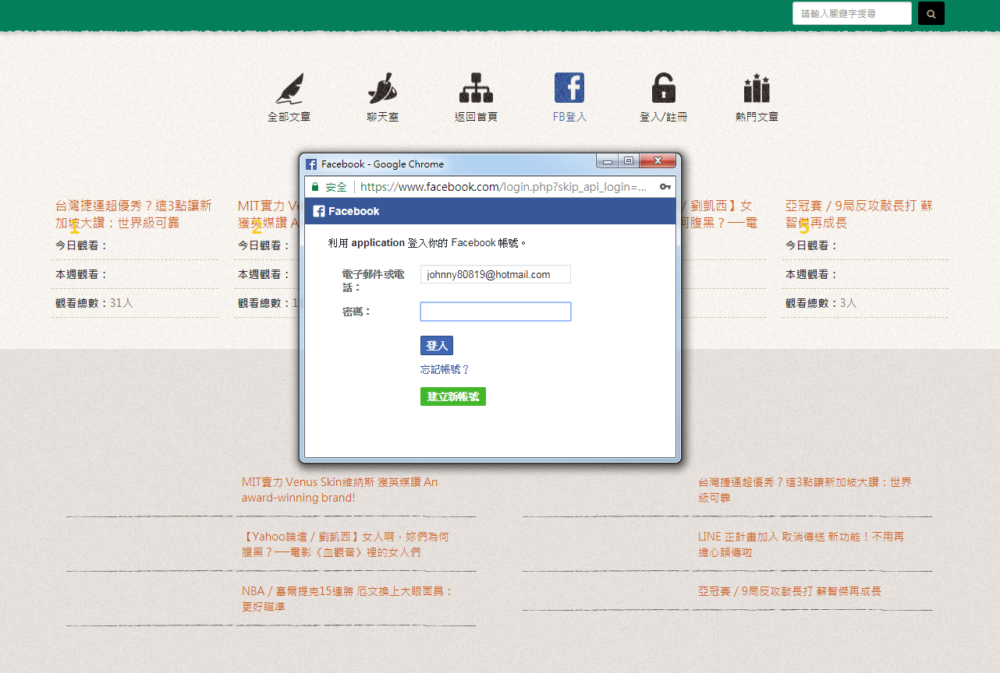 請輸入關鍵字搜尋
全部文章
聊天室
返回首頁
FB登入
登入/註冊
熱門文章
台灣捷運超優秀？這3點讓新
加坡大讚：世界級可靠
1
今日觀看：
本週觀看：
觀看總數：31人
MIT實力 Ve
獲英媒讚 A
2
今日觀看：
本週觀看：
觀看總數：1
Facebook - Google Chrome
安全
https://www.facebook.com/login.php?skip_api_login=...
Facebook
利用 application 登入你的 Facebook 帳號。
電子郵件或電
話：
johnny80819@hotmail.com
密碼：
登入
忘記帳號？
建立新帳號
/ 劉凱西】女
何腹黑？──電
亞冠賽 / 9局反攻敲長打 蘇
智傑再成長
5
今日觀看：
本週觀看：
觀看總數：3人
MIT實力 Venus Skin維納斯 獲英媒讚 An
award-winning brand!
【Yahoo論壇 / 劉凱西】女人啊，妳們為何
腹黑？──電影《血觀音》裡的女人們
NBA / 塞爾提克15連勝 厄文換上大眼面具：
更好瞄準
台灣捷運超優秀？這3點讓新加坡大讚：世界
級可靠
LINE 正計畫加入 取消傳送 新功能！不用再
擔心誤傳啦
亞冠賽 / 9局反攻敲長打 蘇智傑再成長